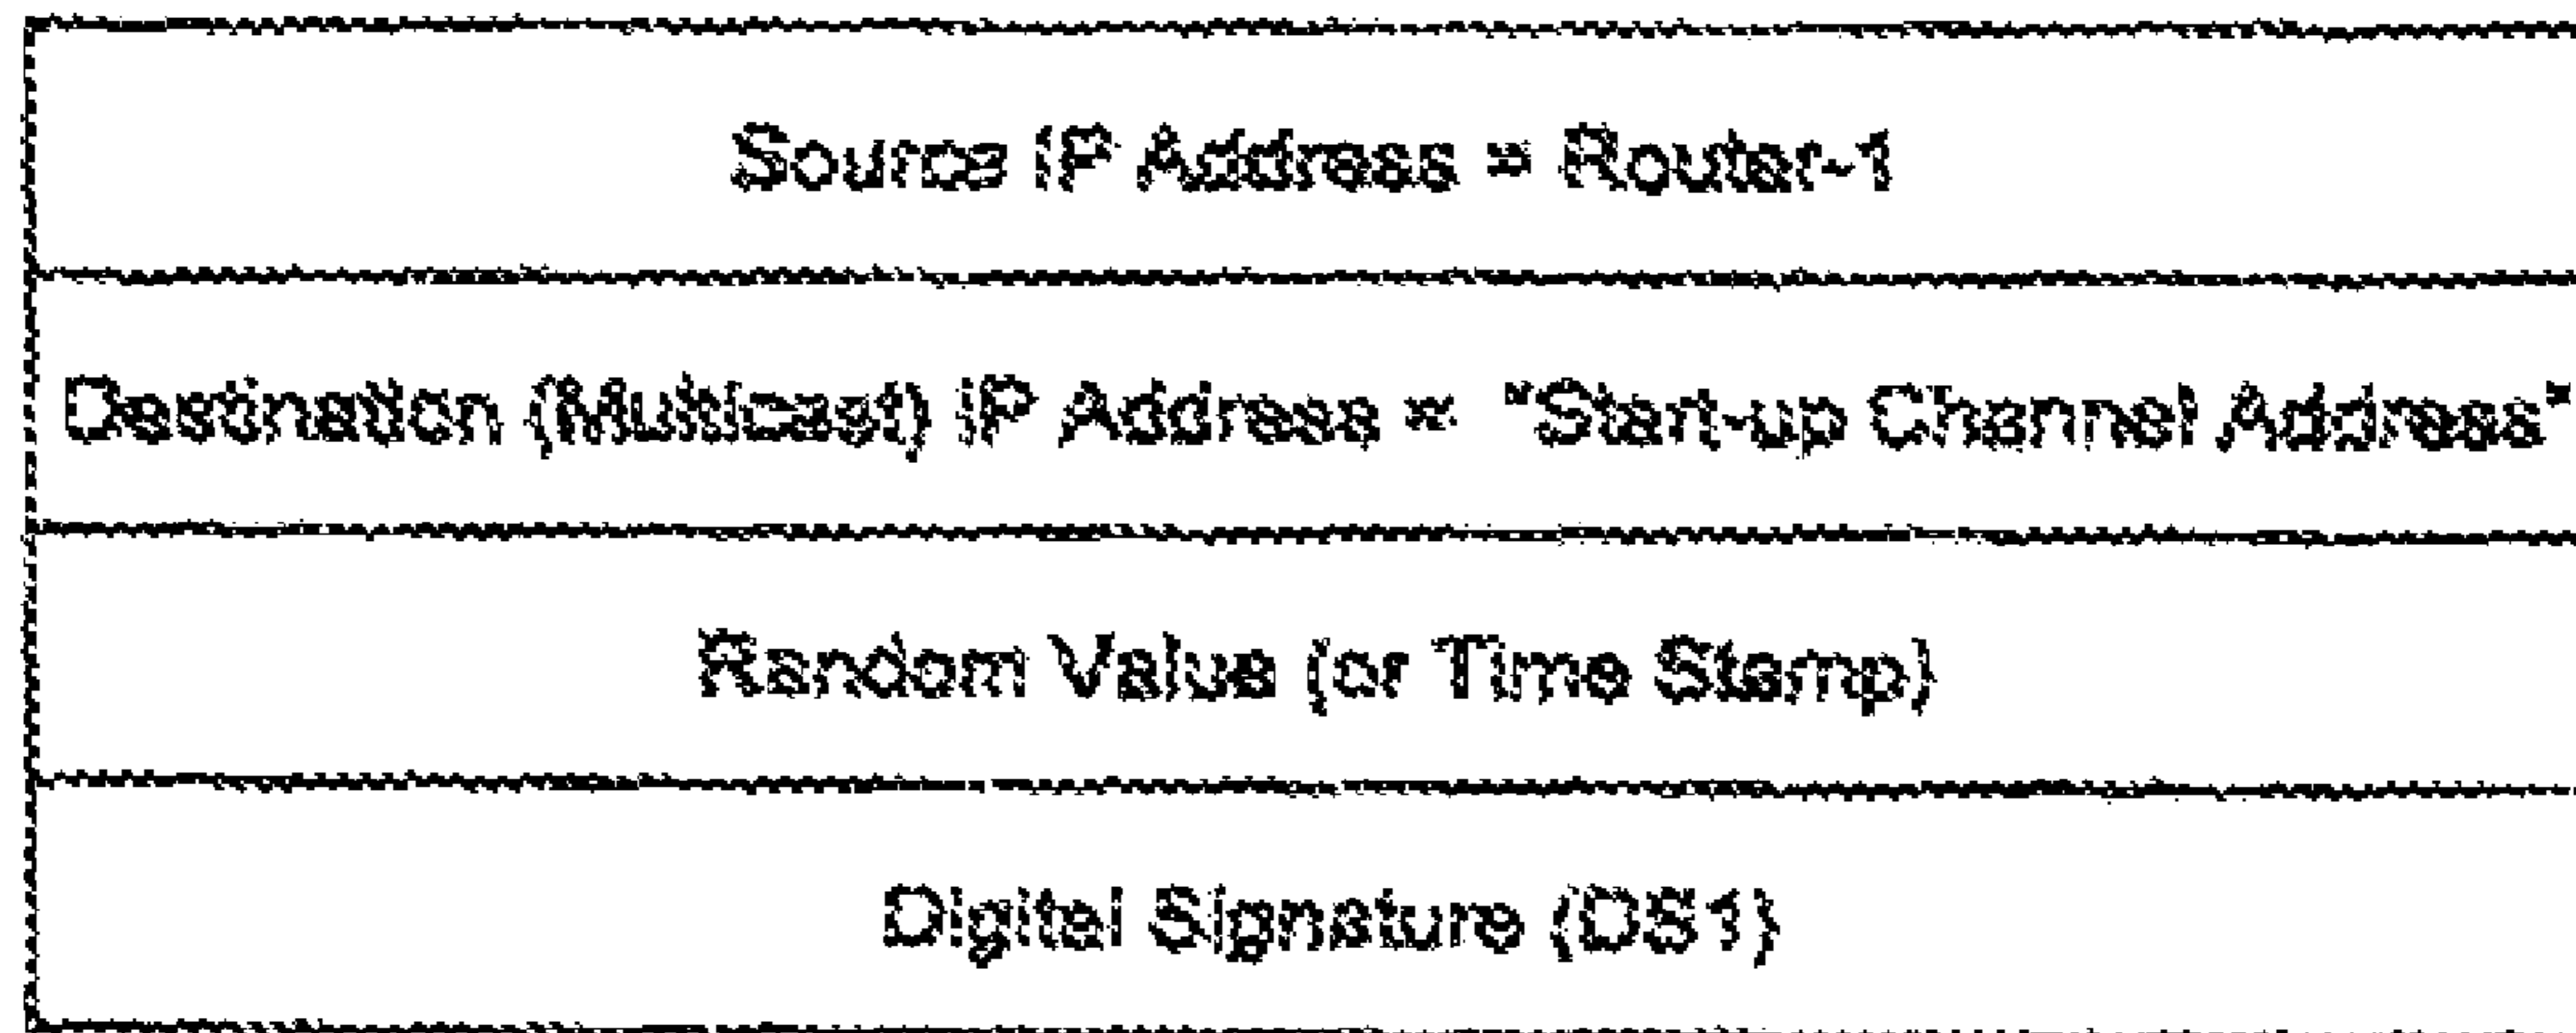 Source IP Address = Router-1
Destination (Multicast) IP Address = "Start-up Channel Address"
Random Value (or Time Stamp)
Digital Signature (DS1)